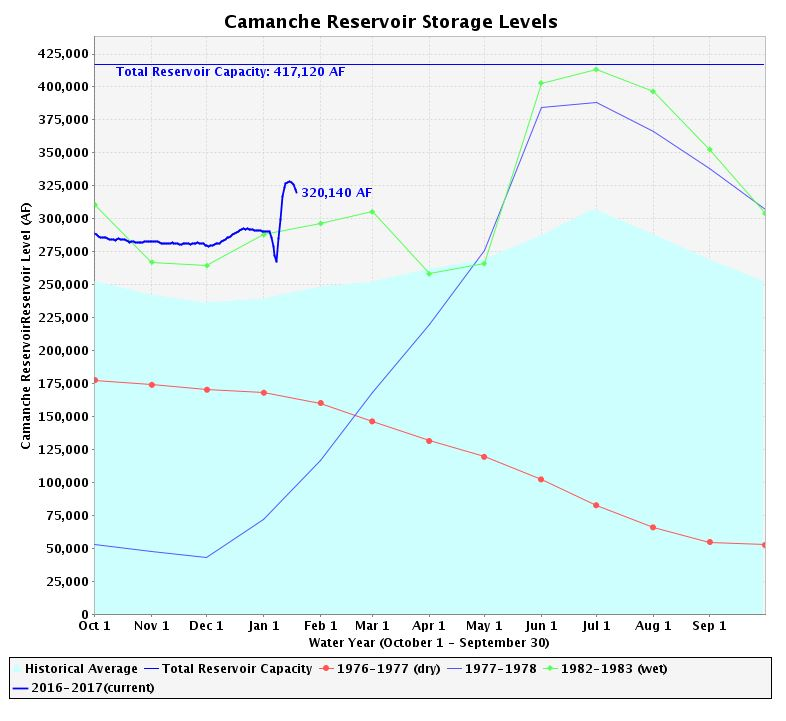 Camanche Reservoir Storage Levels
Camanche ReservoirReservoir Level (AF)
425,000
400,000
375,000
350,000
325,000
300,000
275,000
250,000
225,000
200,000
175,000
150,000
125,000
100,000
75,000
50,000
25,000
0
Total Reservoir Capacity: 417,120 AF
320,140 AF
Oct 1 Nov 1 Dec 1 Jan 1 Feb 1 Mar 1 Apr 1 May 1 Jun 1 Jul 1 Aug 1 Sep 1
Water Year (October 1 - September 30)
Historical Average Total Reservoir Capacity 1976-1977 (dry) 1977-1978 1982-1983 (wet)
2016-2017(current)